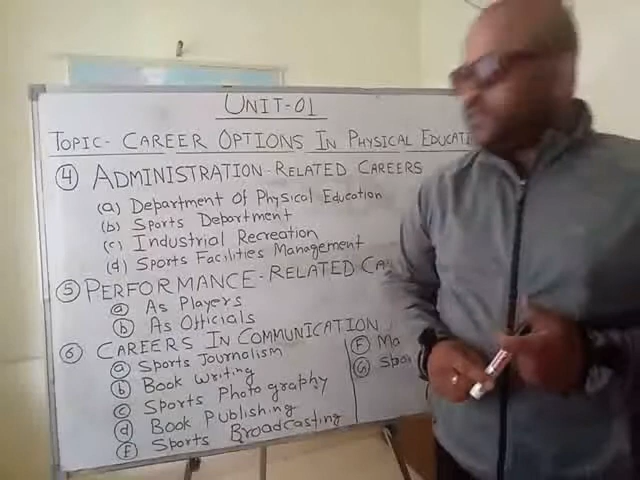 UNIT-01
TOPIC- CAREER OPTIONS IN PHYSICAL EDUCATI
④ ADMINISTRATION-RELATED CAREERS
(a) Department Of Physical Education
(b) Sports Department
(c) Industrial Recreation
(d) Sports Facilities Management
⑤ PERFORMANCE-RELATED CA
ⓐ As Players
ⓑ As Officials
⑥ CAREERS IN COMMUNICATION
ⓐ Sports Journalism
ⓑ Book Writing
ⓒ Sports Photography
ⓓ Book Publishing
Ⓔ Sports Broadcasting
Ⓕ Ma
Ⓖ Spor